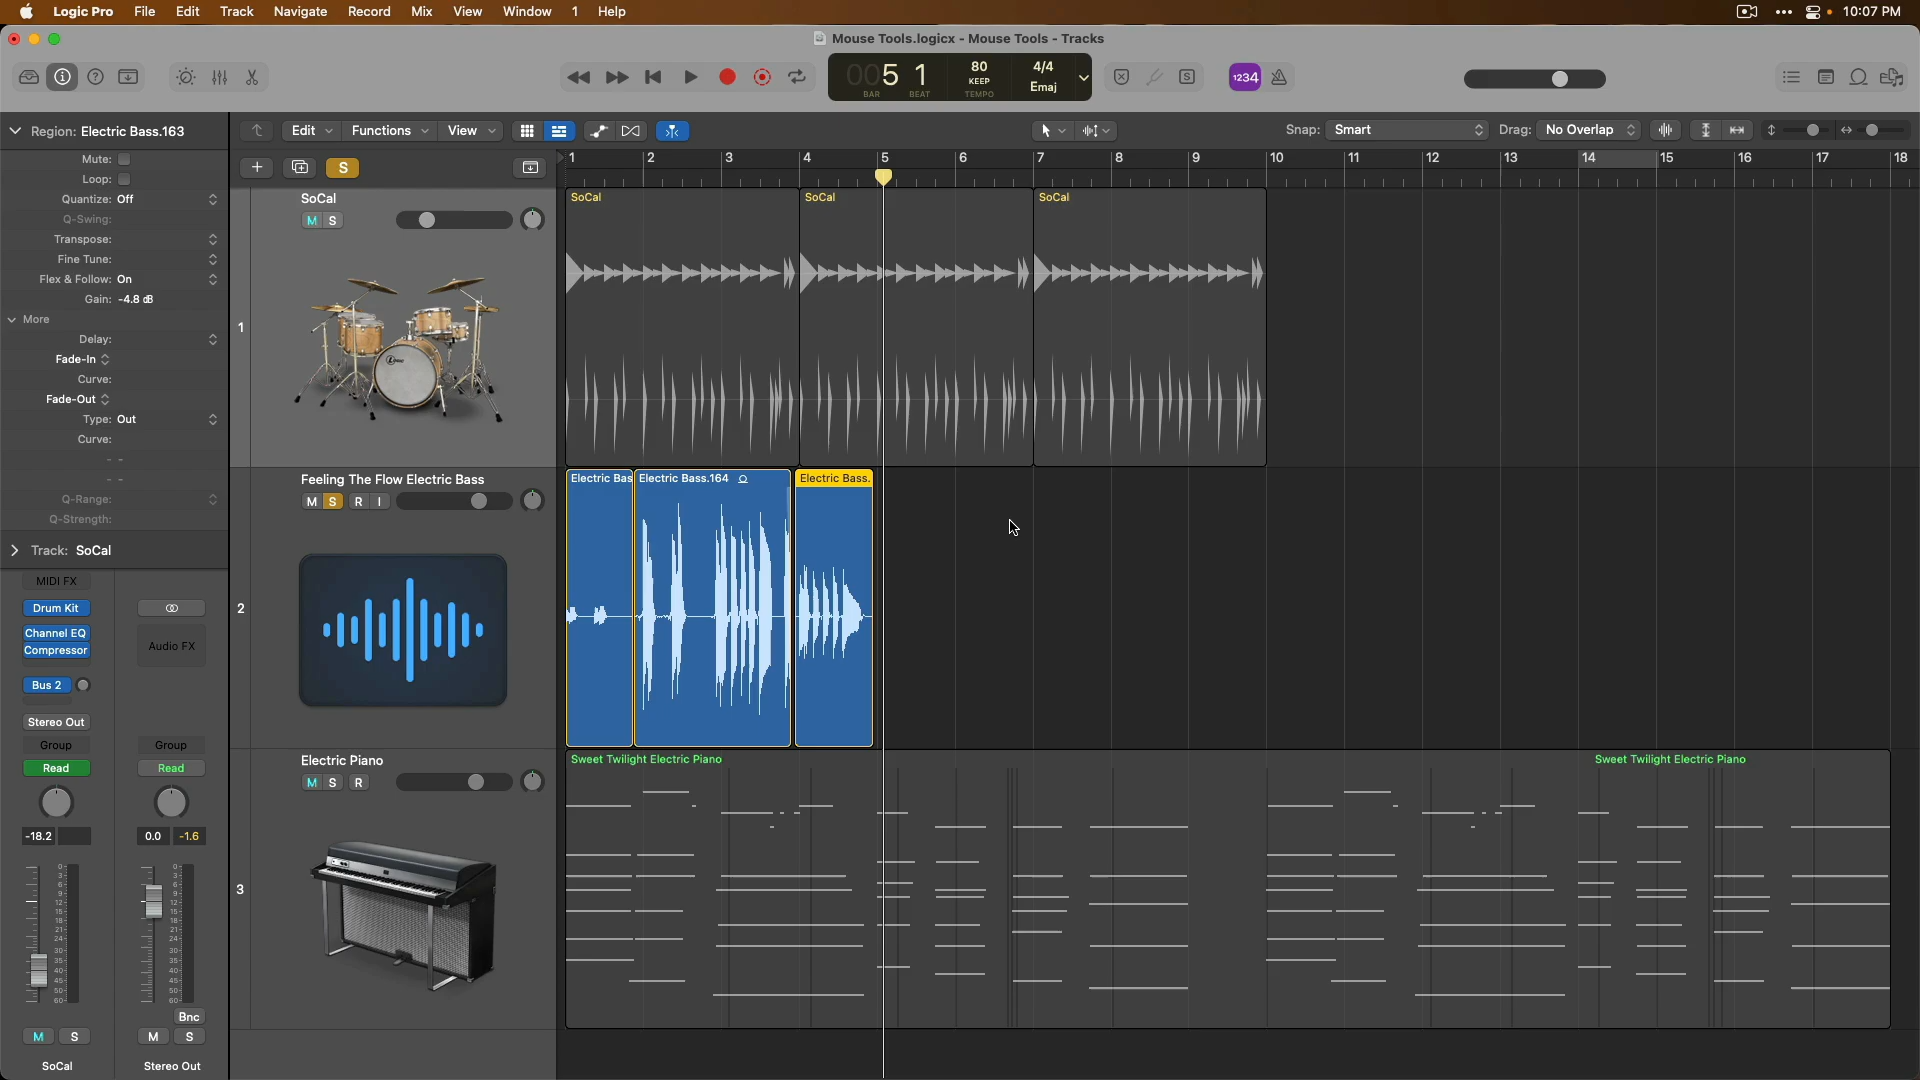 Logic Pro File Edit Track Navigate Record Mix View Window 1 Help
10:07 PM
Mouse Tools.logicx - Mouse Tools - Tracks
005 1
BAR BEAT
80
KEEP
TEMPO
4/4
Emaj
S
1234
Region: Electric Bass.163
Edit Functions View
Snap: Smart
Drag: No Overlap
Mute:
Loop:
Quantize: Off
Q-Swing:
Transpose:
Fine Tune:
Flex & Follow: On
Gain: -4.8 dB
More
Delay:
Fade-In
Curve:
Fade-Out
Type: Out
Curve:
- -
- -
Q-Range:
Q-Strength:
Track: SoCal
MIDI FX
Drum Kit
Channel EQ
Compressor
Audio FX
Bus 2
Stereo Out
Group Group
Read Read
-18.2 0.0 -1.6
Bnc
M S M S
SoCal Stereo Out
S
1 2 3 4 5 6 7 8 9 10 11 12 13 14 15 16 17 18
1
SoCal
M S
SoCal SoCal SoCal
2
Feeling The Flow Electric Bass
M S R I
Electric Bas Electric Bass.164 Electric Bass.
3
Electric Piano
M S R
Sweet Twilight Electric Piano Sweet Twilight Electric Piano